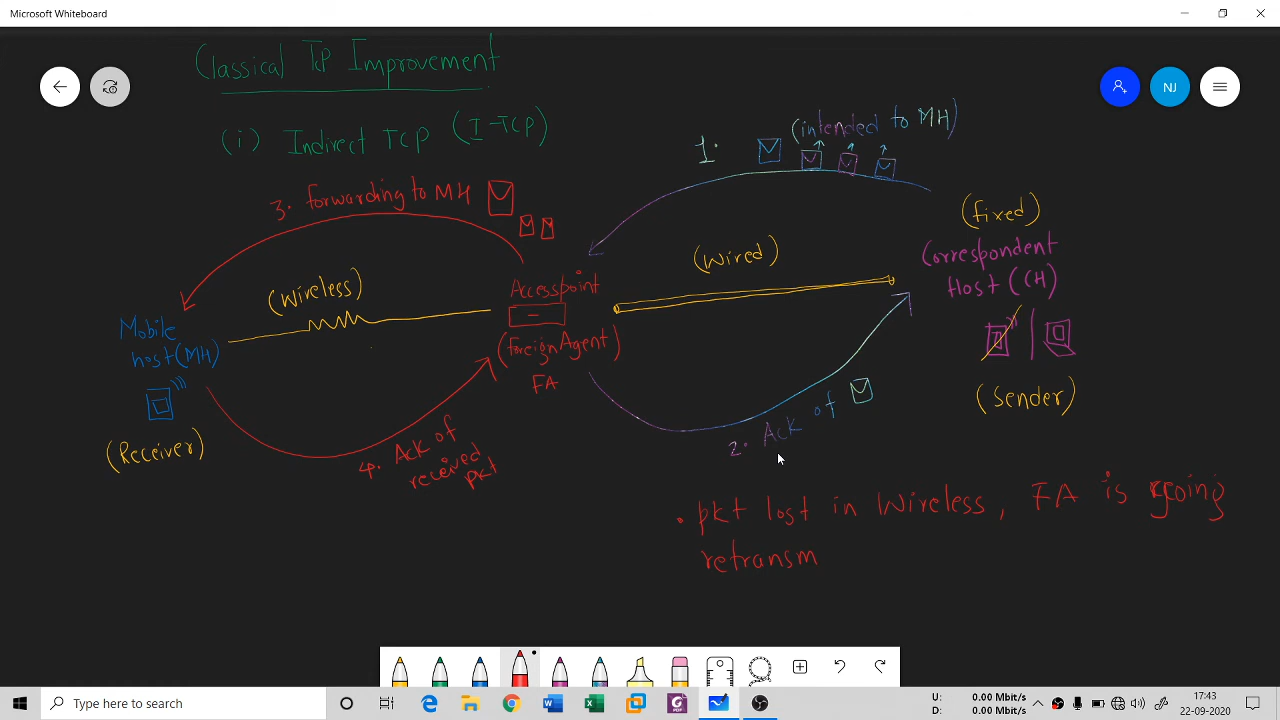 Microsoft Whiteboard
Classical TCP Improvement
(i) Indirect TCP (I-TCP)
NJ
1. (intended to MH)
3. forwarding to MH
(fixed)
Correspondent
Host (CH)
(Sender)
(Wired)
(Wireless)
Accesspoint
(foreign Agent)
FA
Mobile
host(MH)
(Receiver)
2. Ack of
4. Ack of
received
pkt
• pkt lost in Wireless, FA is going
retransm
Type here to search
U: 0.00 Mbit/s
D: 0.00 Mbit/s
17:43
22-09-2020